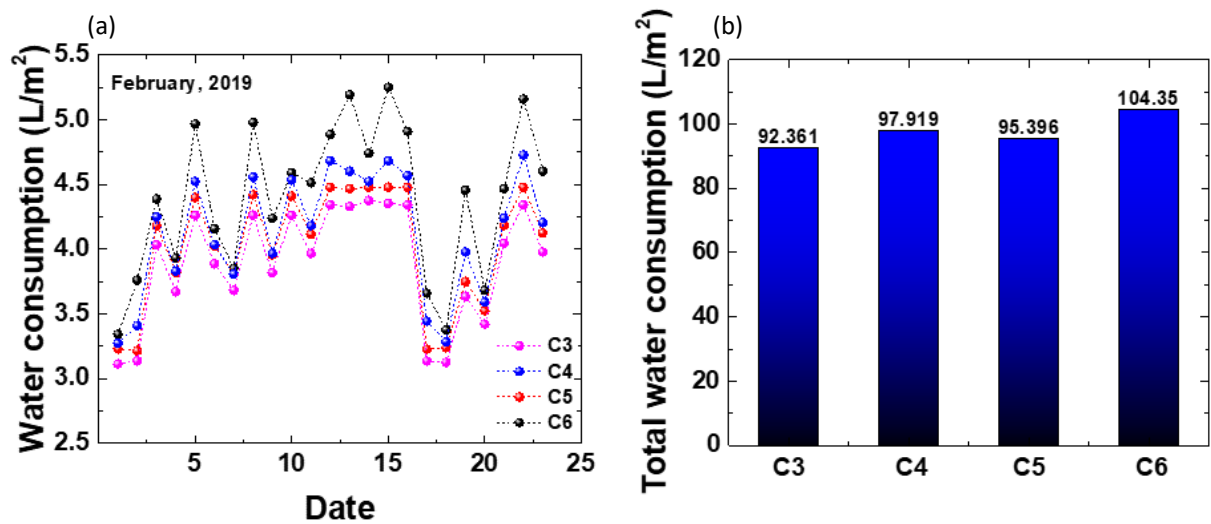 (a)
Water consumption (L/m²)
5.5
5.0
4.5
4.0
3.5
3.0
2.5
February, 2019
C3
C4
C5
C6
5
10
15
20
25
Date
(b)
Total water consumption (L/m²)
120
100
80
60
40
20
0
92.361
97.919
95.396
104.35
C3
C4
C5
C6